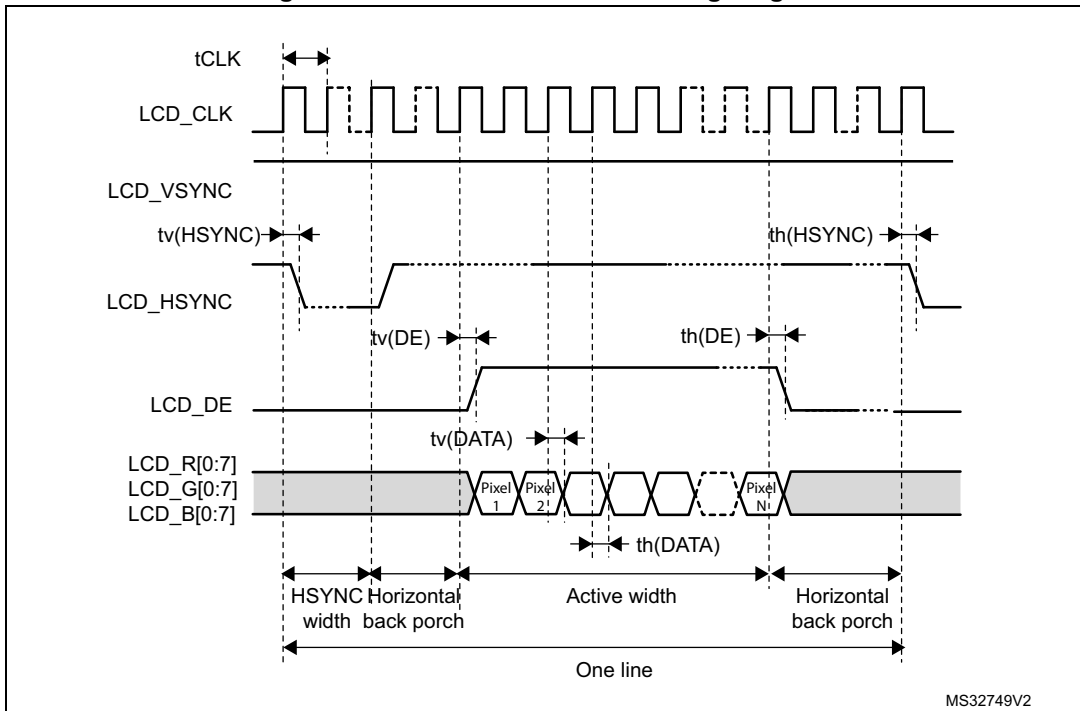 tCLK
LCD_CLK
LCD_VSYNC
tv(HSYNC)
th(HSYNC)
LCD_HSYNC
tv(DE)
th(DE)
LCD_DE
tv(DATA)
LCD_R[0:7]
LCD_G[0:7]
LCD_B[0:7]
Pixel 1
Pixel 2
Pixel N
th(DATA)
HSYNC width
Horizontal back porch
Active width
Horizontal back porch
One line
MS32749V2